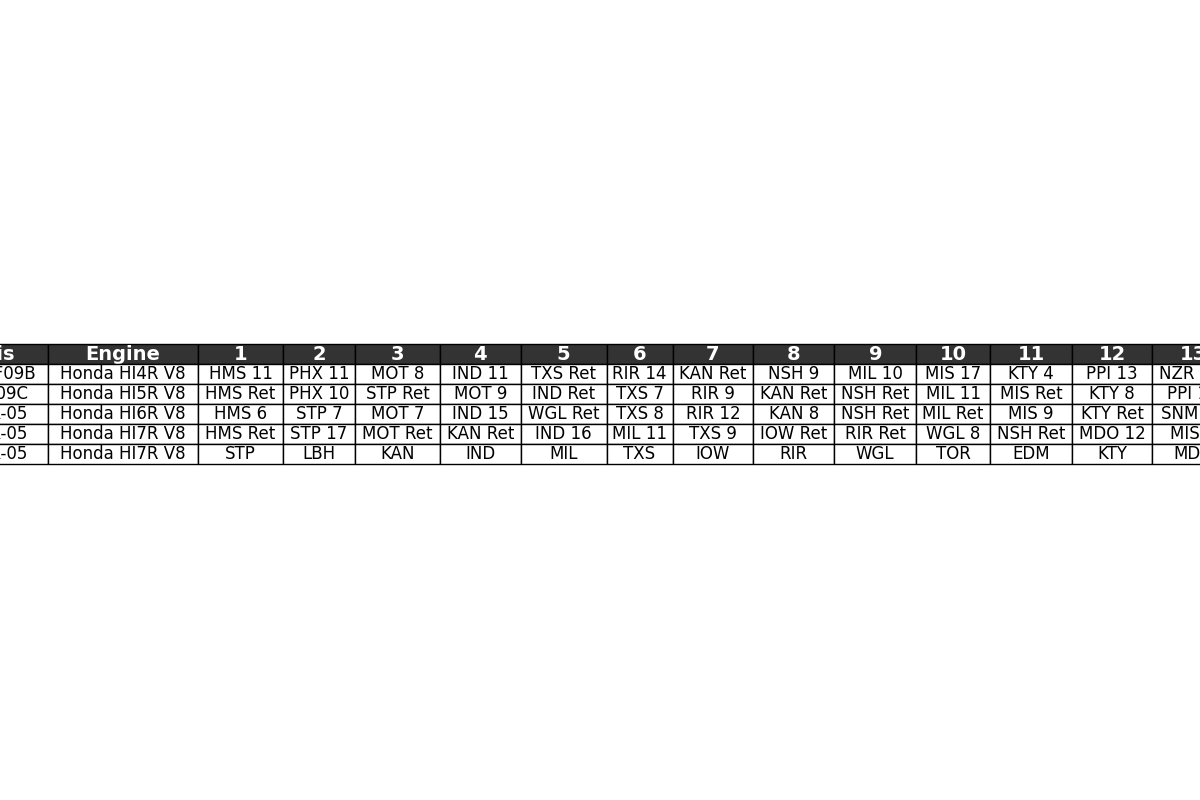 is Engine 1 2 3 4 5 6 7 8 9 10 11 12 13
F09B Honda HI4R V8 HMS 11 PHX 11 MOT 8 IND 11 TXS Ret RIR 14 KAN Ret NSH 9 MIL 10 MIS 17 KTY 4 PPI 13 NZR
09C Honda HI5R V8 HMS Ret PHX 10 STP Ret MOT 9 IND Ret TXS 7 RIR 9 KAN Ret NSH Ret MIL 11 MIS Ret KTY 8 PPI
-05 Honda HI6R V8 HMS 6 STP 7 MOT 7 IND 15 WGL Ret TXS 8 RIR 12 KAN 8 NSH Ret MIL Ret MIS 9 KTY Ret SNM
-05 Honda HI7R V8 HMS Ret STP 17 MOT Ret KAN Ret IND 16 MIL 11 TXS 9 IOW Ret RIR Ret WGL 8 NSH Ret MDO 12 MIS
-05 Honda HI7R V8 STP LBH KAN IND MIL TXS IOW RIR WGL TOR EDM KTY MD